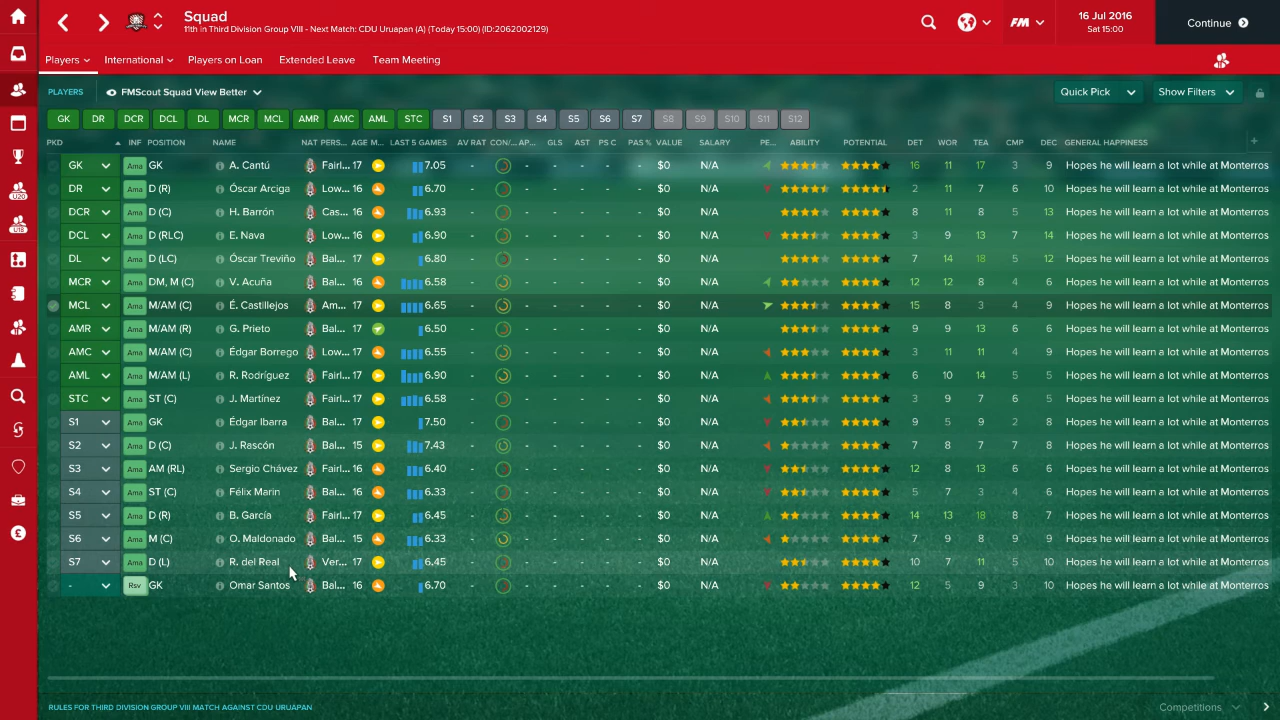 Squad
11th in Third Division Group VIII - Next Match: CDU Uruapan (A) (Today 15:00) (ID:2062002129)
FM
16 Jul 2016
Sat 15:00
Continue
Players International Players on Loan Extended Leave Team Meeting
PLAYERS FMScout Squad View Better Quick Pick Show Filters
GK DR DCR DCL DL MCR MCL AMR AMC AML STC S1 S2 S3 S4 S5 S6 S7 S8 S9 S10 S11 S12
PKD INF POSITION NAME NAT PERS... AGE M... LAST 5 GAMES AV RAT CON/... AP... GLS AST PS C PAS % VALUE SALARY PE... ABILITY POTENTIAL DET WOR TEA CMP DEC GENERAL HAPPINESS
GK Ama GK A. Cantú Fairl... 17 7.05 - - - - - - $0 N/A 16 11 17 3 9 Hopes he will learn a lot while at Monterros
DR Ama D (R) Óscar Arciga Low... 16 6.70 - - - - - - $0 N/A 2 11 7 6 10 Hopes he will learn a lot while at Monterros
DCR Ama D (C) H. Barrón Cas... 16 6.93 - - - - - - $0 N/A 8 11 8 5 13 Hopes he will learn a lot while at Monterros
DCL Ama D (RLC) E. Nava Low... 16 6.90 - - - - - - $0 N/A 3 9 13 7 14 Hopes he will learn a lot while at Monterros
DL Ama D (LC) Óscar Treviño Bal... 17 6.80 - - - - - - $0 N/A 7 14 18 5 12 Hopes he will learn a lot while at Monterros
MCR Ama DM, M (C) V. Acuña Bal... 16 6.58 - - - - - - $0 N/A 12 12 8 4 6 Hopes he will learn a lot while at Monterros
MCL Ama M/AM (C) É. Castillejos Am... 17 6.65 - - - - - - $0 N/A 15 8 3 4 9 Hopes he will learn a lot while at Monterros
AMR Ama M/AM (R) G. Prieto Bal... 17 6.50 - - - - - - $0 N/A 9 9 13 6 6 Hopes he will learn a lot while at Monterros
AMC Ama M/AM (C) Édgar Borrego Low... 17 6.55 - - - - - - $0 N/A 3 11 11 4 9 Hopes he will learn a lot while at Monterros
AML Ama M/AM (L) R. Rodríguez Fairl... 17 6.90 - - - - - - $0 N/A 6 10 14 5 5 Hopes he will learn a lot while at Monterros
STC Ama ST (C) J. Martínez Fairl... 17 6.58 - - - - - - $0 N/A 3 9 7 6 5 Hopes he will learn a lot while at Monterros
S1 Ama GK Édgar Ibarra Bal... 17 7.50 - - - - - - $0 N/A 9 5 9 2 8 Hopes he will learn a lot while at Monterros
S2 Ama D (C) J. Rascón Bal... 15 7.43 - - - - - - $0 N/A 7 8 7 7 8 Hopes he will learn a lot while at Monterros
S3 Ama AM (RL) Sergio Chávez Fairl... 16 6.40 - - - - - - $0 N/A 12 8 13 6 6 Hopes he will learn a lot while at Monterros
S4 Ama ST (C) Félix Marin Bal... 16 6.33 - - - - - - $0 N/A 5 7 3 4 6 Hopes he will learn a lot while at Monterros
S5 Ama D (R) B. García Fairl... 17 6.45 - - - - - - $0 N/A 14 13 18 8 7 Hopes he will learn a lot while at Monterros
S6 Ama M (C) O. Maldonado Bal... 15 6.33 - - - - - - $0 N/A 7 9 8 9 9 Hopes he will learn a lot while at Monterros
S7 Ama D (L) R. del Real Ver... 17 6.45 - - - - - - $0 N/A 10 7 11 5 10 Hopes he will learn a lot while at Monterros
- Rsv GK Omar Santos Bal... 16 6.70 - - - - - - $0 N/A 12 5 9 3 10 Hopes he will learn a lot while at Monterros
RULES FOR THIRD DIVISION GROUP VIII MATCH AGAINST CDU URUAPAN Competitions